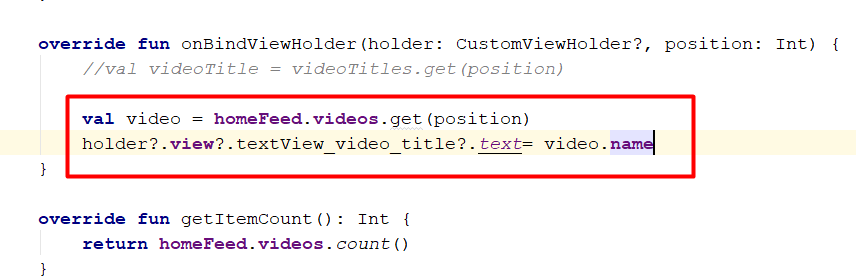 override fun onBindViewHolder(holder: CustomViewHolder?, position: Int) {
//val videoTitle = videoTitles.get(position)
val video = homeFeed.videos.get(position)
holder?.view?.textView_video_title?.text= video.name
}
override fun getItemCount(): Int {
return homeFeed.videos.count()
}